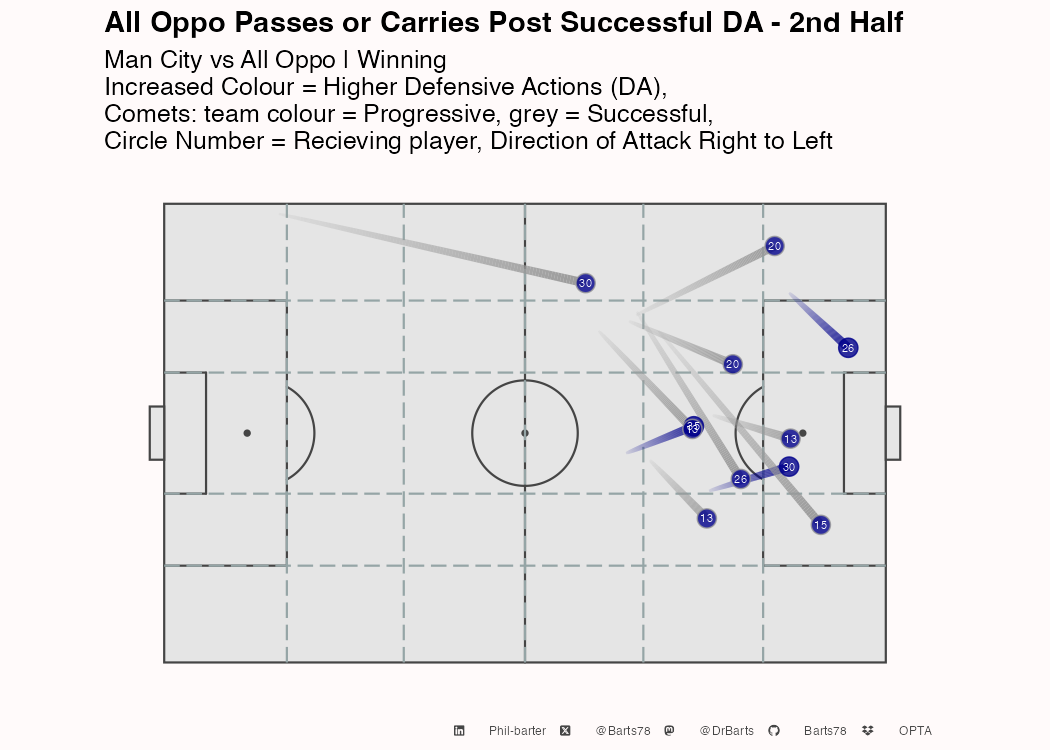 All Oppo Passes or Carries Post Successful DA - 2nd Half
Man City vs All Oppo | Winning
Increased Colour = Higher Defensive Actions (DA),
Comets: team colour = Progressive, grey = Successful,
Circle Number = Recieving player, Direction of Attack Right to Left
20
30
26
20
13
13
30
26
13
15
Phil-barter @Barts78 @DrBarts Barts78 OPTA